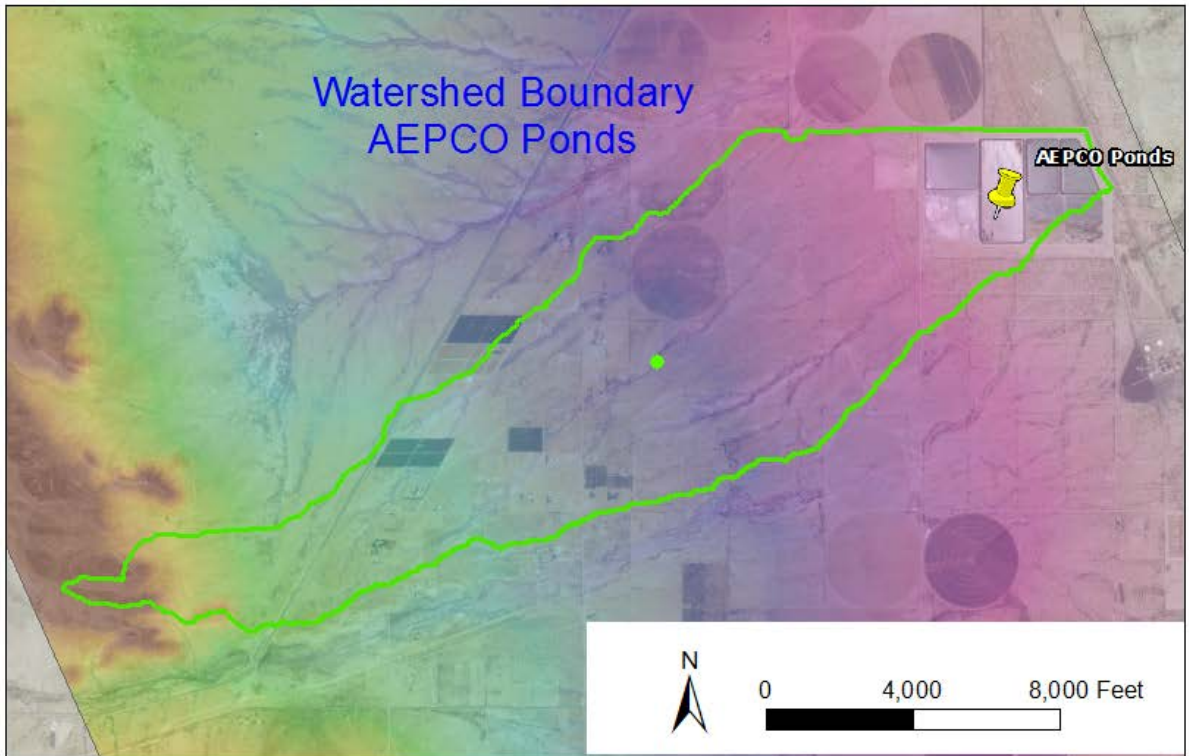 Watershed Boundary
AEPCO Ponds
AEPCO Ponds
N
0 4,000 8,000 Feet